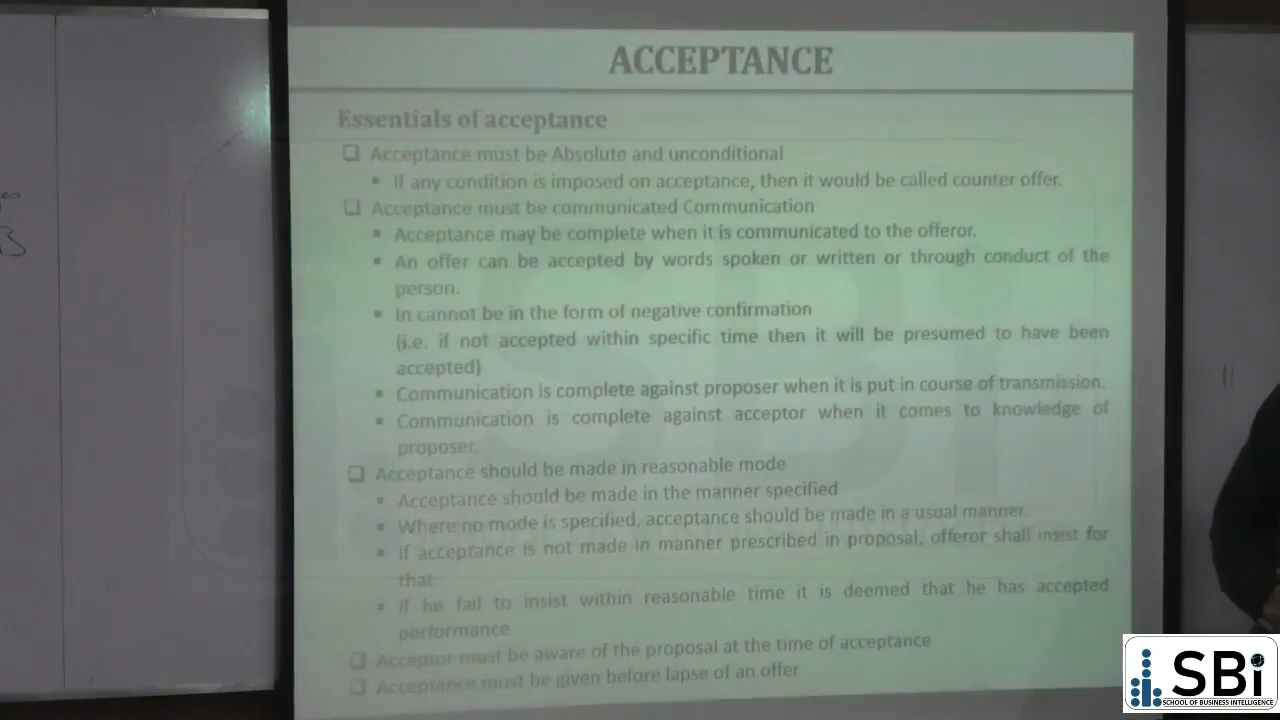 ACCEPTANCE
Essentials of acceptance
❑ Acceptance must be Absolute and unconditional
▪ If any condition is imposed on acceptance, then it would be called counter offer.
❑ Acceptance must be communicated Communication
▪ Acceptance may be complete when it is communicated to the offeror.
▪ An offer can be accepted by words spoken or written or through conduct of the
person.
▪ In cannot be in the form of negative confirmation
(i.e. if not accepted within specific time then it will be presumed to have been
accepted)
▪ Communication is complete against proposer when it is put in course of transmission.
▪ Communication is complete against acceptor when it comes to knowledge of
proposer.
❑ Acceptance should be made in reasonable mode
▪ Acceptance should be made in the manner specified
▪ Where no mode is specified, acceptance should be made in a usual manner.
▪ If acceptance is not made in manner prescribed in proposal, offeror shall insist for
that
▪ If he fail to insist within reasonable time it is deemed that he has accepted
performance
❑ Acceptor must be aware of the proposal at the time of acceptance
❑ Acceptance must be given before lapse of an offer
SBi
SCHOOL OF BUSINESS INTELLIGENCE